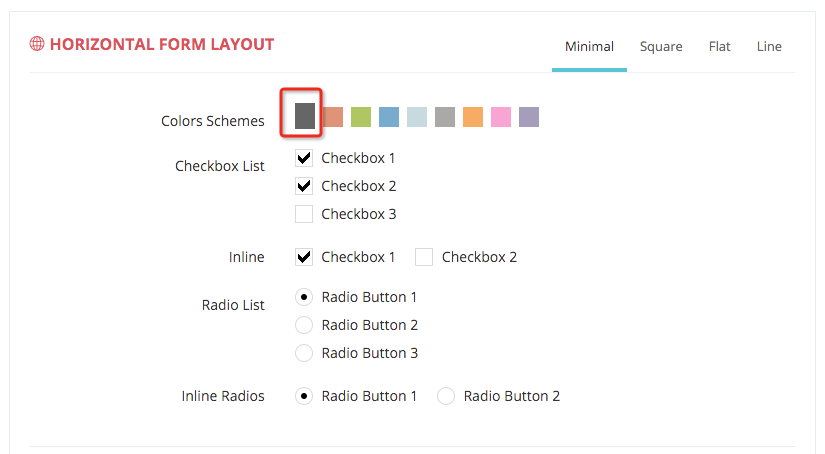 HORIZONTAL FORM LAYOUT
Minimal Square Flat Line
Colors Schemes
Checkbox List
Checkbox 1
Checkbox 2
Checkbox 3
Inline Checkbox 1 Checkbox 2
Radio List
Radio Button 1
Radio Button 2
Radio Button 3
Inline Radios Radio Button 1 Radio Button 2